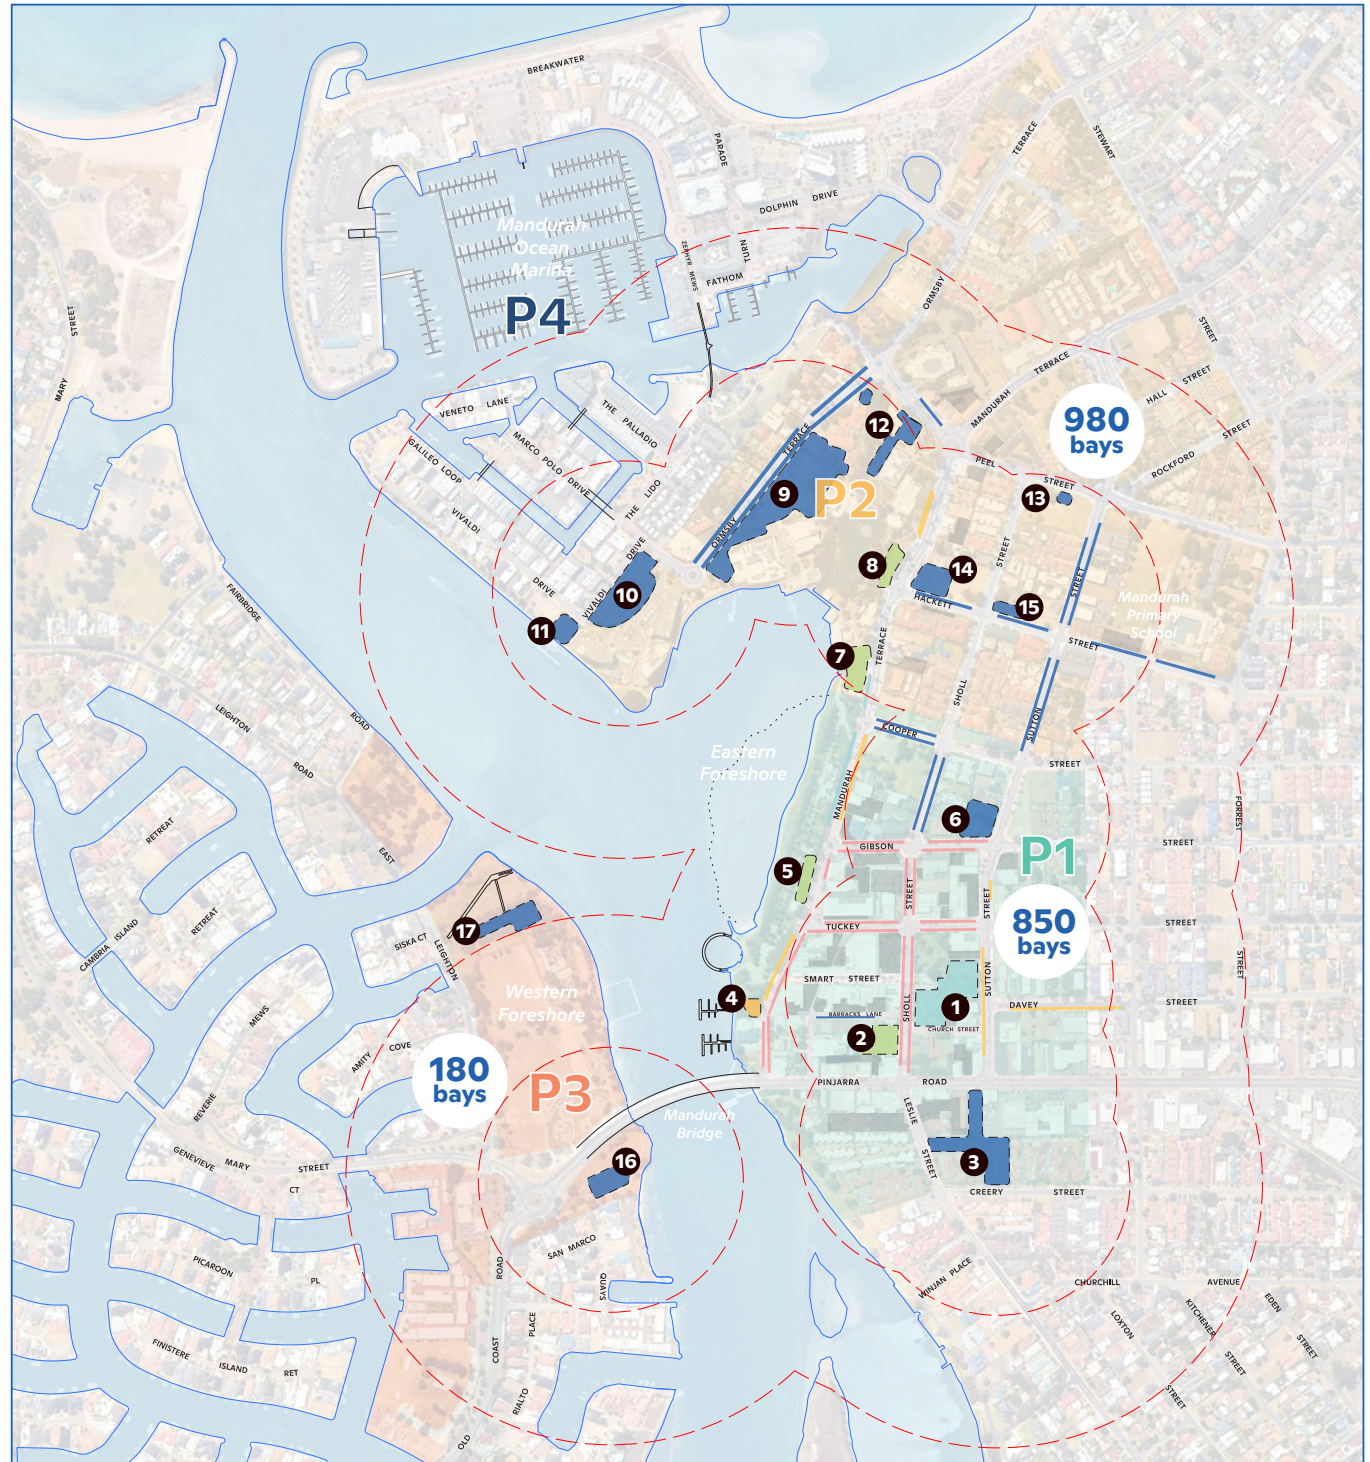 BREAKWATER
PARADE
TERRACE
STEWART
DOLPHIN DRIVE
Mandurah
Ocean
Marina
ZEPHYR MEWS
TURN
FATHOM
ORMSBY
P4
STREET
MARY
STREET
MANDURAH TERRACE
HALL STREET
980
bays
VENETO LANE
THE PALLADIO
GALILEO LOOP
MARCO POLO DRIVE
THE LIDO
VIVALDI
DRIVE
TERRACE
ORMSBY
12
9
P2
PEEL
STREET
13
ROCKFORD
STREET
STREET
8
14
HACKETT
15
STREET
STREET
Mandurah
Primary
School
DRIVE
VIVALDI
10
11
FAIRBRIDGE
ROAD
7
TERRACE
SHOLL
SUTTON
COOPER
STREET
LEIGHTON
ROAD
Eastern
Foreshore
MANDURAH
6
GIBSON
P1
STREET
FORREST
STREET
RETREAT
EAST
5
STREET
STREET
850
bays
STREET
TUCKEY
17
SISKA CT
LEIGHTON
CAMBRIA ISLAND
RETREAT
Western
Foreshore
SMART STREET
SUTTON
4
1
DAVEY
STREET
BARRACKS LANE
SHOLL
CHURCH STREET
2
MEWS
AMITY COVE
180
bays
P3
PINJARRA ROAD
REVERIE
Mandurah
Bridge
LESLIE
STREET
GENEVIEVE
MARY
STREET
CT
16
3
CREERY STREET
PICAROON
PL
ROAD
SAN MARCO
QUAYS
WINJAN PLACE
CHURCHILL AVENUE
EDEN
STREET
KITCHENER
STREET
LOXTON
STREET
FINISTERE ISLAND RET
COAST
PLACE
RIALTO
OLD